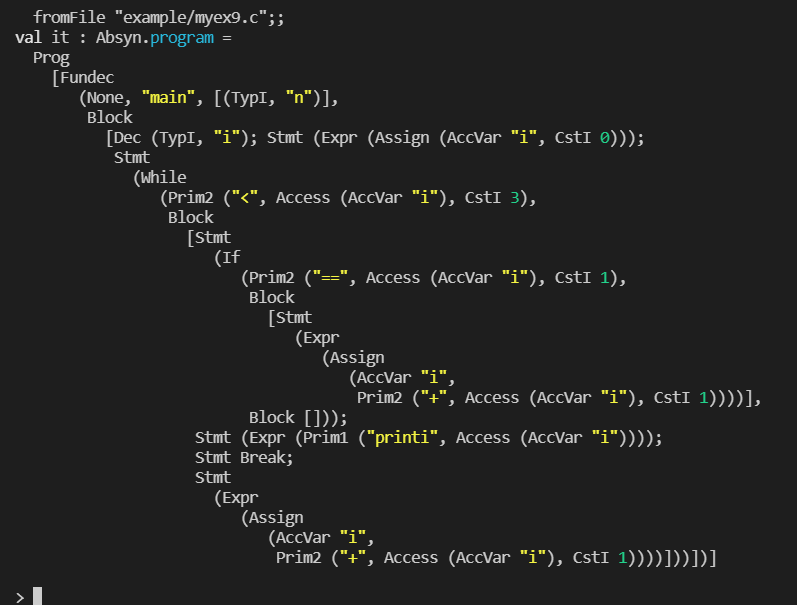 fromFile "example/myex9.c";;
val it : Absyn.program =
  Prog
    [Fundec
       (None, "main", [(TypI, "n")],
        Block
          [Dec (TypI, "i"); Stmt (Expr (Assign (AccVar "i", CstI 0)));
           Stmt
             (While
                (Prim2 ("<", Access (AccVar "i"), CstI 3),
                 Block
                   [Stmt
                      (If
                         (Prim2 ("==", Access (AccVar "i"), CstI 1),
                          Block
                            [Stmt
                               (Expr
                                  (Assign
                                     (AccVar "i",
                                      Prim2 ("+", Access (AccVar "i"), CstI 1))))],
                          Block []));
                    Stmt (Expr (Prim1 ("printi", Access (AccVar "i"))));
                    Stmt Break;
                    Stmt
                      (Expr
                         (Assign
                            (AccVar "i",
                             Prim2 ("+", Access (AccVar "i"), CstI 1))))]))])]
>